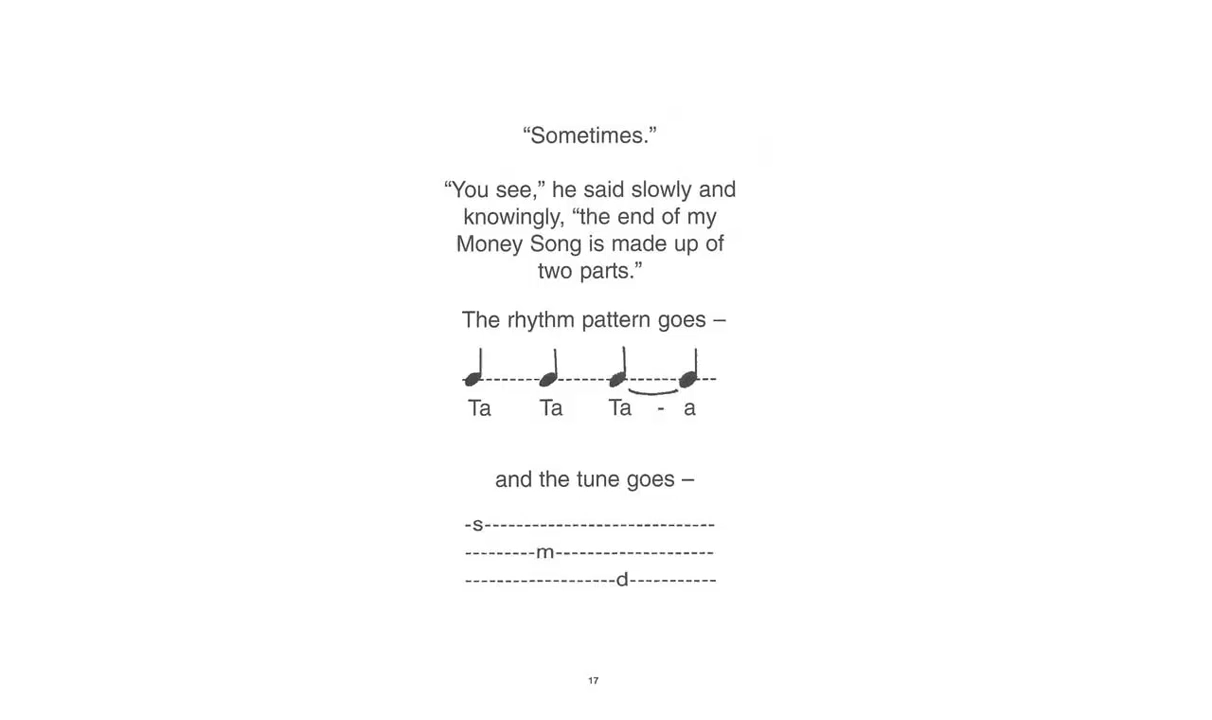 “Sometimes.”
“You see,” he said slowly and
knowingly, “the end of my
Money Song is made up of
two parts.”
The rhythm pattern goes –
Ta Ta Ta - a
and the tune goes –
-s-----------------------------
---------m--------------------
-------------------d-----------
17